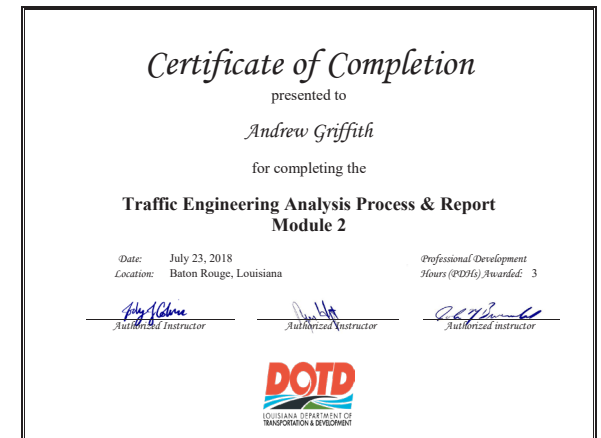 Certificate of Completion
presented to
Andrew Griffith
for completing the
Traffic Engineering Analysis Process & Report
Module 2
Date: July 23, 2018
Location: Baton Rouge, Louisiana
Professional Development
Hours (PDHs) Awarded: 3
Authorized Instructor
Authorized Instructor
Authorized instructor
DOTD
LOUISIANA DEPARTMENT OF
TRANSPORTATION & DEVELOPMENT